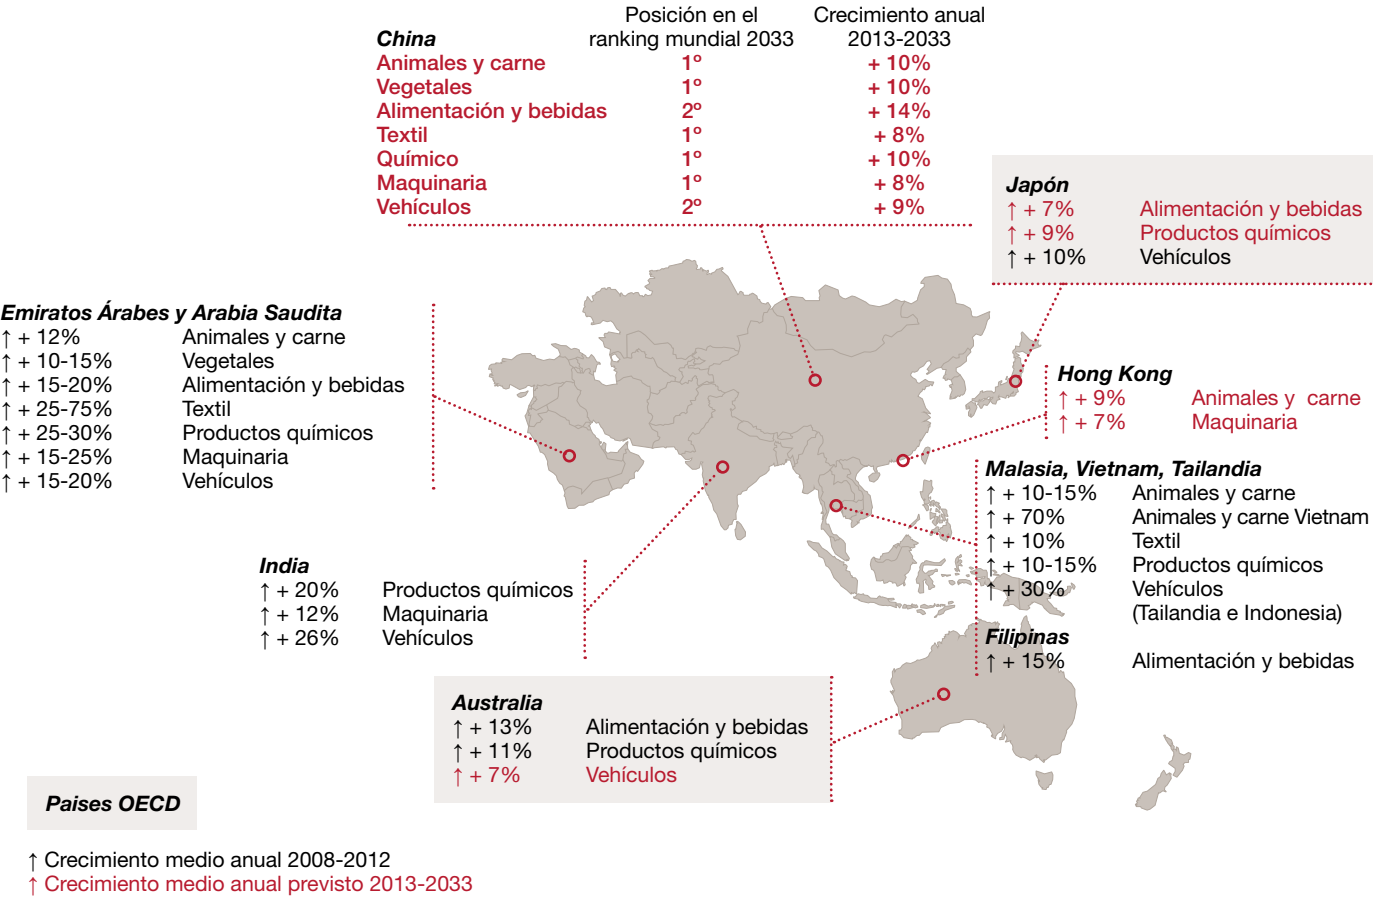 Posición en el Crecimiento anual
China ranking mundial 2033 2013-2033
Animales y carne 1º + 10%
Vegetales 1º + 10%
Alimentación y bebidas 2º + 14%
Textil 1º + 8%
Químico 1º + 10%
Maquinaria 1º + 8%
Vehículos 2º + 9%
Japón
↑ + 7% Alimentación y bebidas
↑ + 9% Productos químicos
↑ + 10% Vehículos
Emiratos Árabes y Arabia Saudita
↑ + 12% Animales y carne
↑ + 10-15% Vegetales
↑ + 15-20% Alimentación y bebidas
↑ + 25-75% Textil
↑ + 25-30% Productos químicos
↑ + 15-25% Maquinaria
↑ + 15-20% Vehículos
Hong Kong
↑ + 9% Animales y carne
↑ + 7% Maquinaria
Malasia, Vietnam, Tailandia
↑ + 10-15% Animales y carne
↑ + 70% Animales y carne Vietnam
↑ + 10% Textil
↑ + 10-15% Productos químicos
↑ + 30% Vehículos
(Tailandia e Indonesia)
Filipinas
↑ + 15% Alimentación y bebidas
India
↑ + 20% Productos químicos
↑ + 12% Maquinaria
↑ + 26% Vehículos
Australia
↑ + 13% Alimentación y bebidas
↑ + 11% Productos químicos
↑ + 7% Vehículos
Paises OECD
↑ Crecimiento medio anual 2008-2012
↑ Crecimiento medio anual previsto 2013-2033